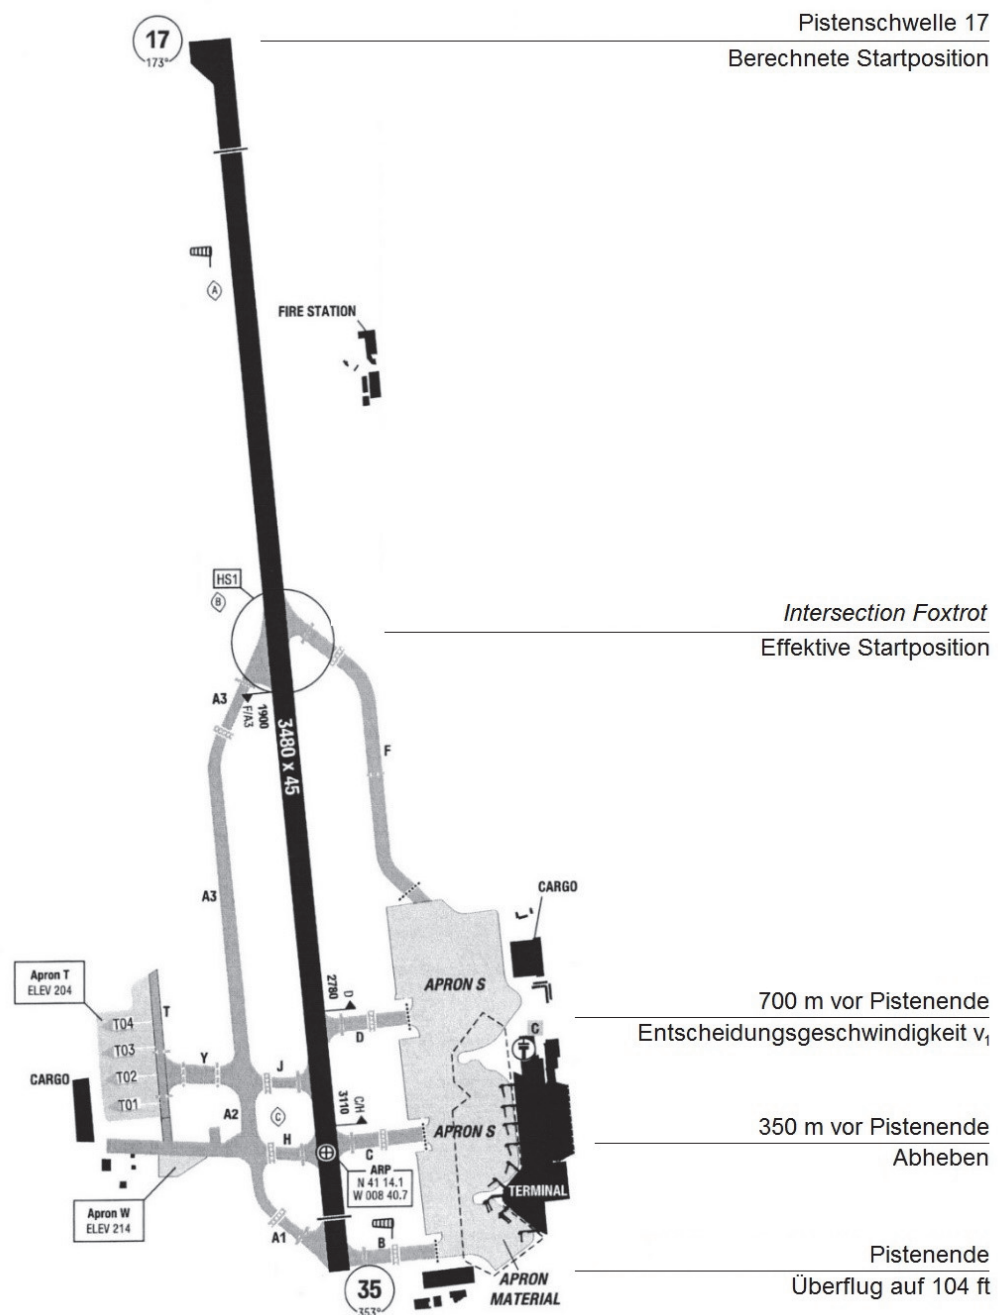 17
173°
Pistenschwelle 17
Berechnete Startposition
A
FIRE STATION
HS1
B
Intersection Foxtrot
Effektive Startposition
A3
F/A3
1900
3480 x 45
F
A3
CARGO
Apron T
ELEV 204
T
T04
T03
T02
T01
APRON S
2780
D
D
700 m vor Pistenende
Entscheidungsgeschwindigkeit v₁
C
Y
J
CARGO
A2
C
3110
C/H
H
C
APRON S
350 m vor Pistenende
Abheben
ARP
N 41 14.1
W 008 40.7
TERMINAL
Apron W
ELEV 214
A1
B
35
353°
APRON
MATERIAL
Pistenende
Überflug auf 104 ft